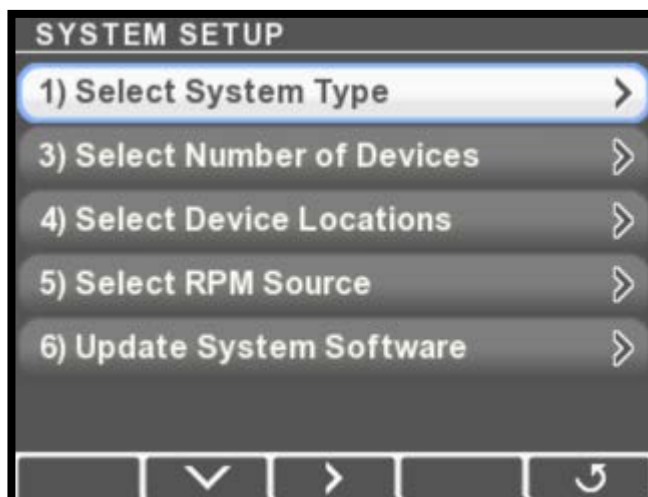 SYSTEM SETUP
1) Select System Type
3) Select Number of Devices
4) Select Device Locations
5) Select RPM Source
6) Update System Software